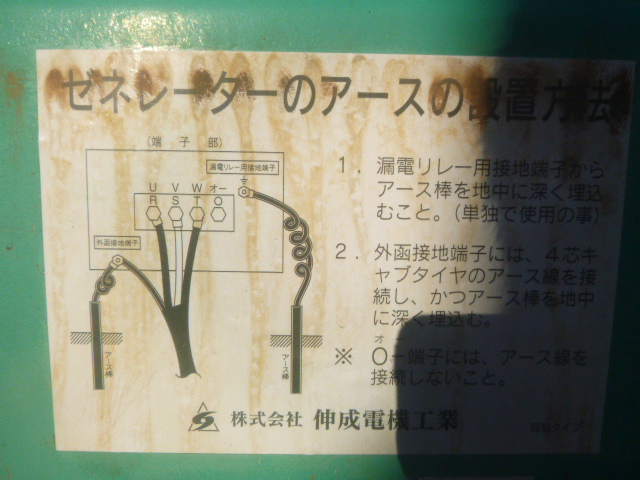 ゼネレーターのアースの設置方法
(端子部)
漏電リレー用接地端子
U V W オー
R S T O
外函接地端子
アース棒
アース棒
1. 漏電リレー用接地端子から
アース棒を地中に深く埋込
むこと。(単独で使用の事)
2. 外函接地端子には、4芯キ
ャブタイヤのアース線を接
続し、かつアース棒を地中
に深く埋込む。
オ
※ O-端子には、アース線を
接続しないこと。
株式会社 伸成電機工業